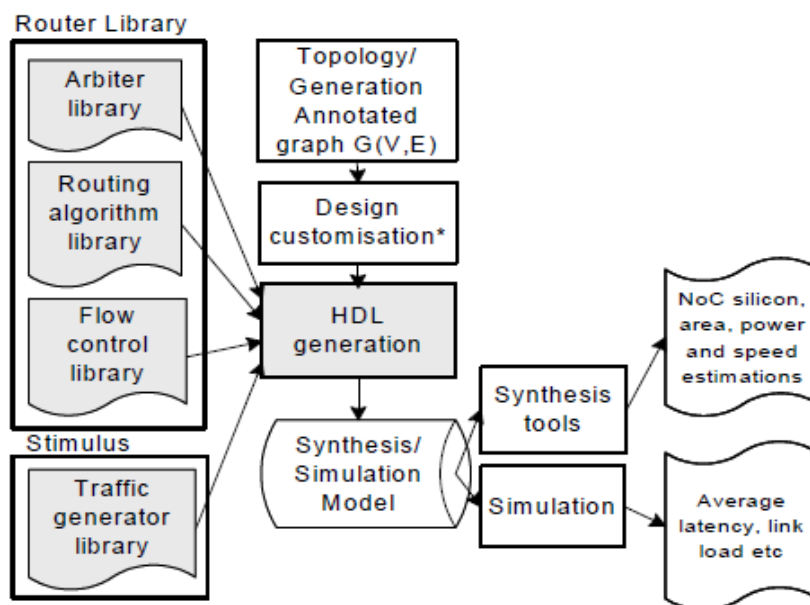 Router Library
Arbiter
library
Routing
algorithm
library
Flow
control
library
Stimulus
Traffic
generator
library
Topology/
Generation
Annotated
graph G(V,E)
Design
customisation*
HDL
generation
Synthesis/
Simulation
Model
Synthesis
tools
Simulation
NoC silicon,
area, power
and speed
estimations
Average
latency, link
load etc